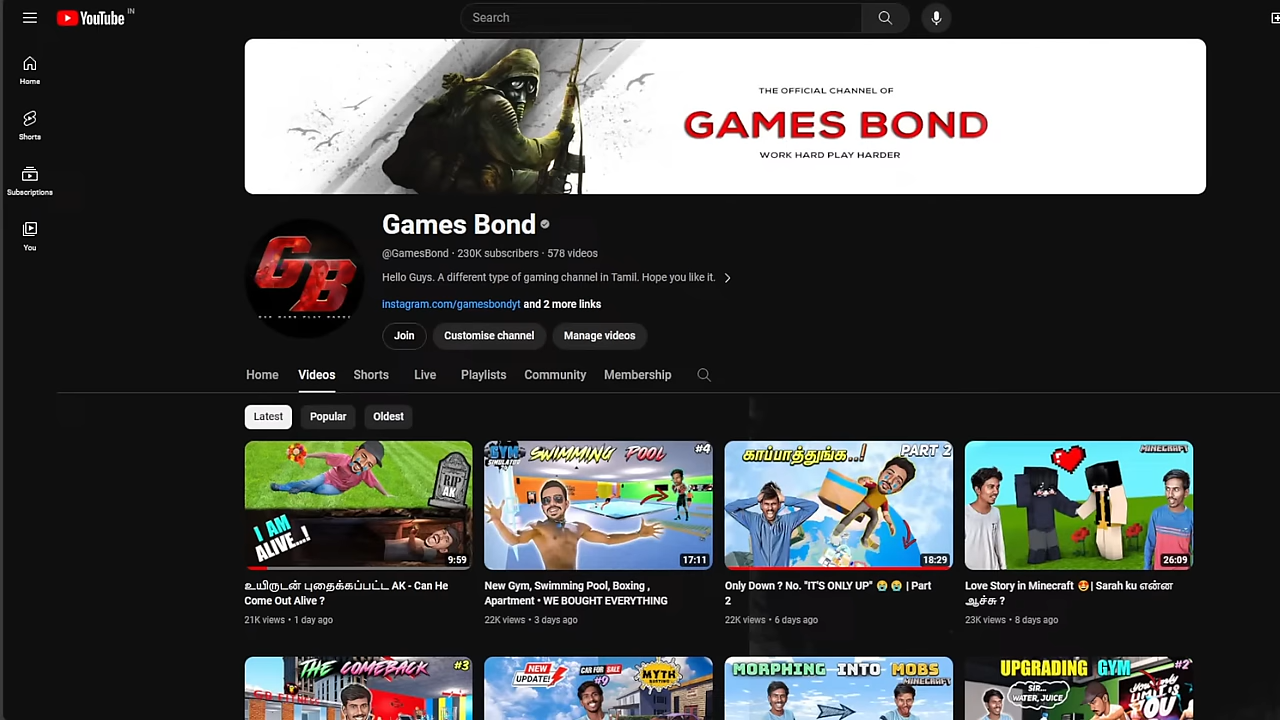 YouTube IN
Search
Home
Shorts
Subscriptions
You
THE OFFICIAL CHANNEL OF
GAMES BOND
WORK HARD PLAY HARDER
GB
Games Bond
@GamesBond · 230K subscribers · 578 videos
Hello Guys. A different type of gaming channel in Tamil. Hope you like it.
instagram.com/gamesbondyt and 2 more links
Join
Customise channel
Manage videos
Home Videos Shorts Live Playlists Community Membership
Latest Popular Oldest
RIP AK
I AM ALIVE...!
9:59
உயிருடன் புதைக்கப்பட்ட AK - Can He
Come Out Alive ?
21K views • 1 day ago
GYM SIMULATOR
SWIMMING POOL
#4
17:11
New Gym, Swimming Pool, Boxing ,
Apartment • WE BOUGHT EVERYTHING
22K views • 3 days ago
காப்பாத்துங்க..!
PART 2
18:29
Only Down ? No. "IT'S ONLY UP" 😭 😭 | Part
2
22K views • 6 days ago
MINECRAFT
26:09
Love Story in Minecraft 😍| Sarah ku என்ன
ஆச்சு ?
23K views • 8 days ago
THE COMEBACK
#3
NEW UPDATE!
CAR FOR SALE
#9
MYTH BUSTING
MORPHING INTO MOBS
MINECRAFT
UPGRADING GYM
#2
SIR...
WATER, JUICE